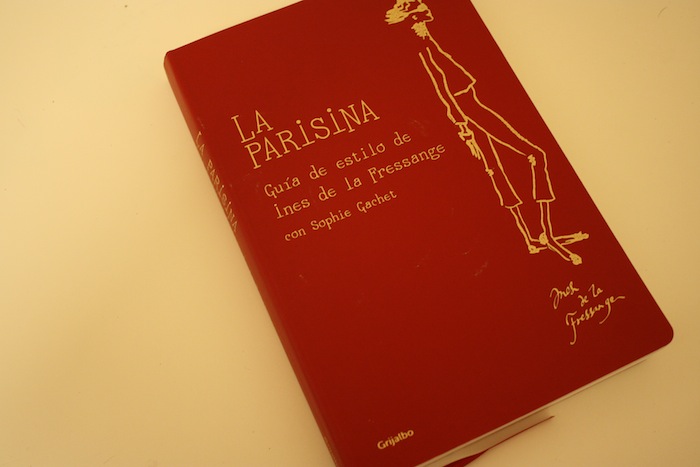 LA
PARiSiNA
Guía de estilo de
ines de la Fressange
con Sophie Gachet
LA PARiSiNA
Ines
de la
Fressange
Grijalbo